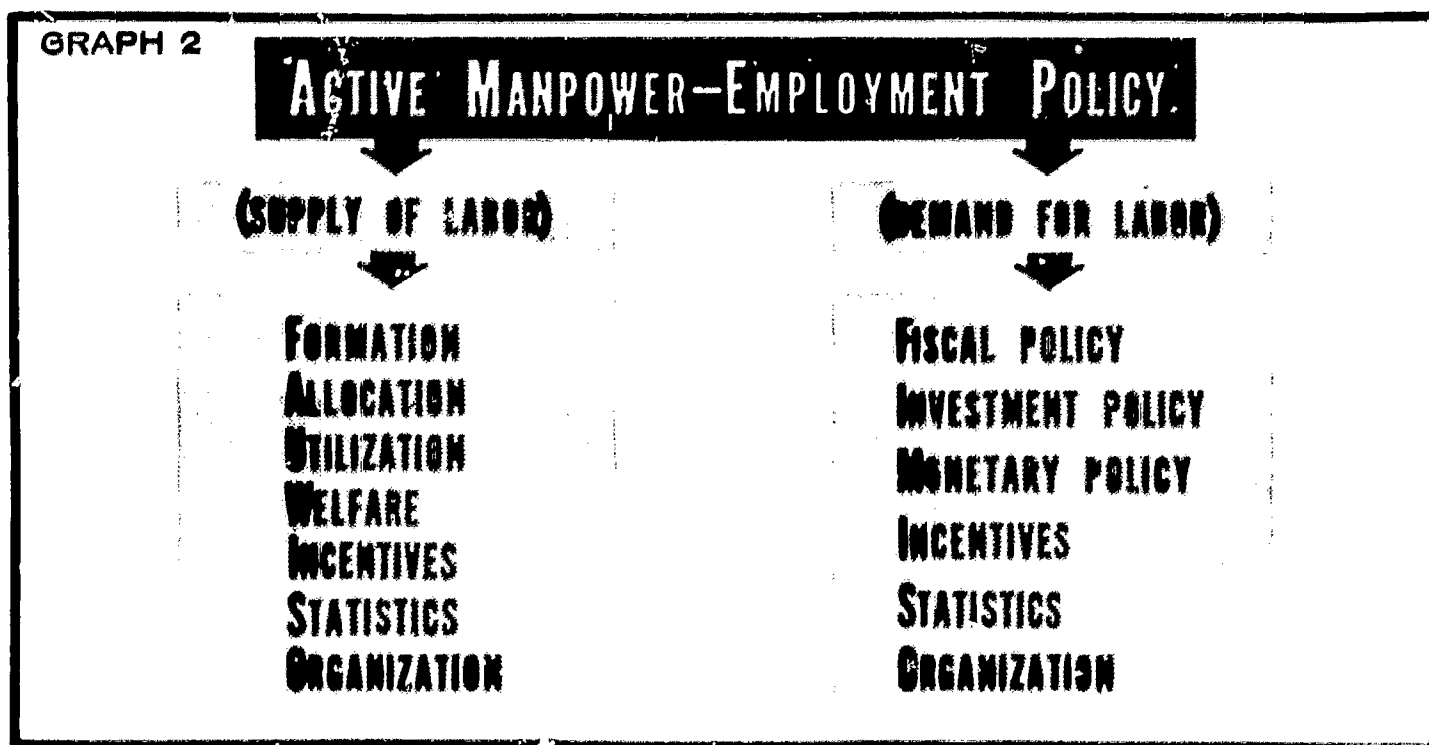 GRAPH 2
ACTIVE MANPOWER–EMPLOYMENT POLICY
(SUPPLY OF LABOR)
FORMATION
ALLOCATION
UTILIZATION
WELFARE
INCENTIVES
STATISTICS
ORGANIZATION
(DEMAND FOR LABOR)
FISCAL POLICY
INVESTMENT POLICY
MONETARY POLICY
INCENTIVES
STATISTICS
ORGANIZATION